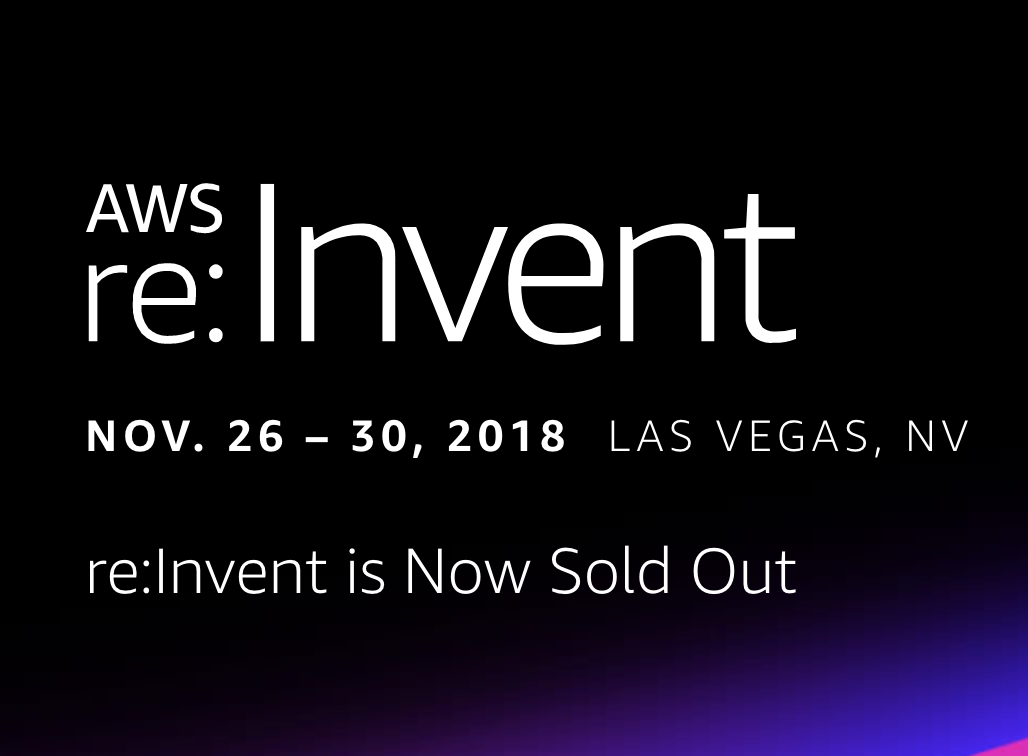 AWS
re:Invent
NOV. 26 – 30, 2018 LAS VEGAS, NV
re:Invent is Now Sold Out